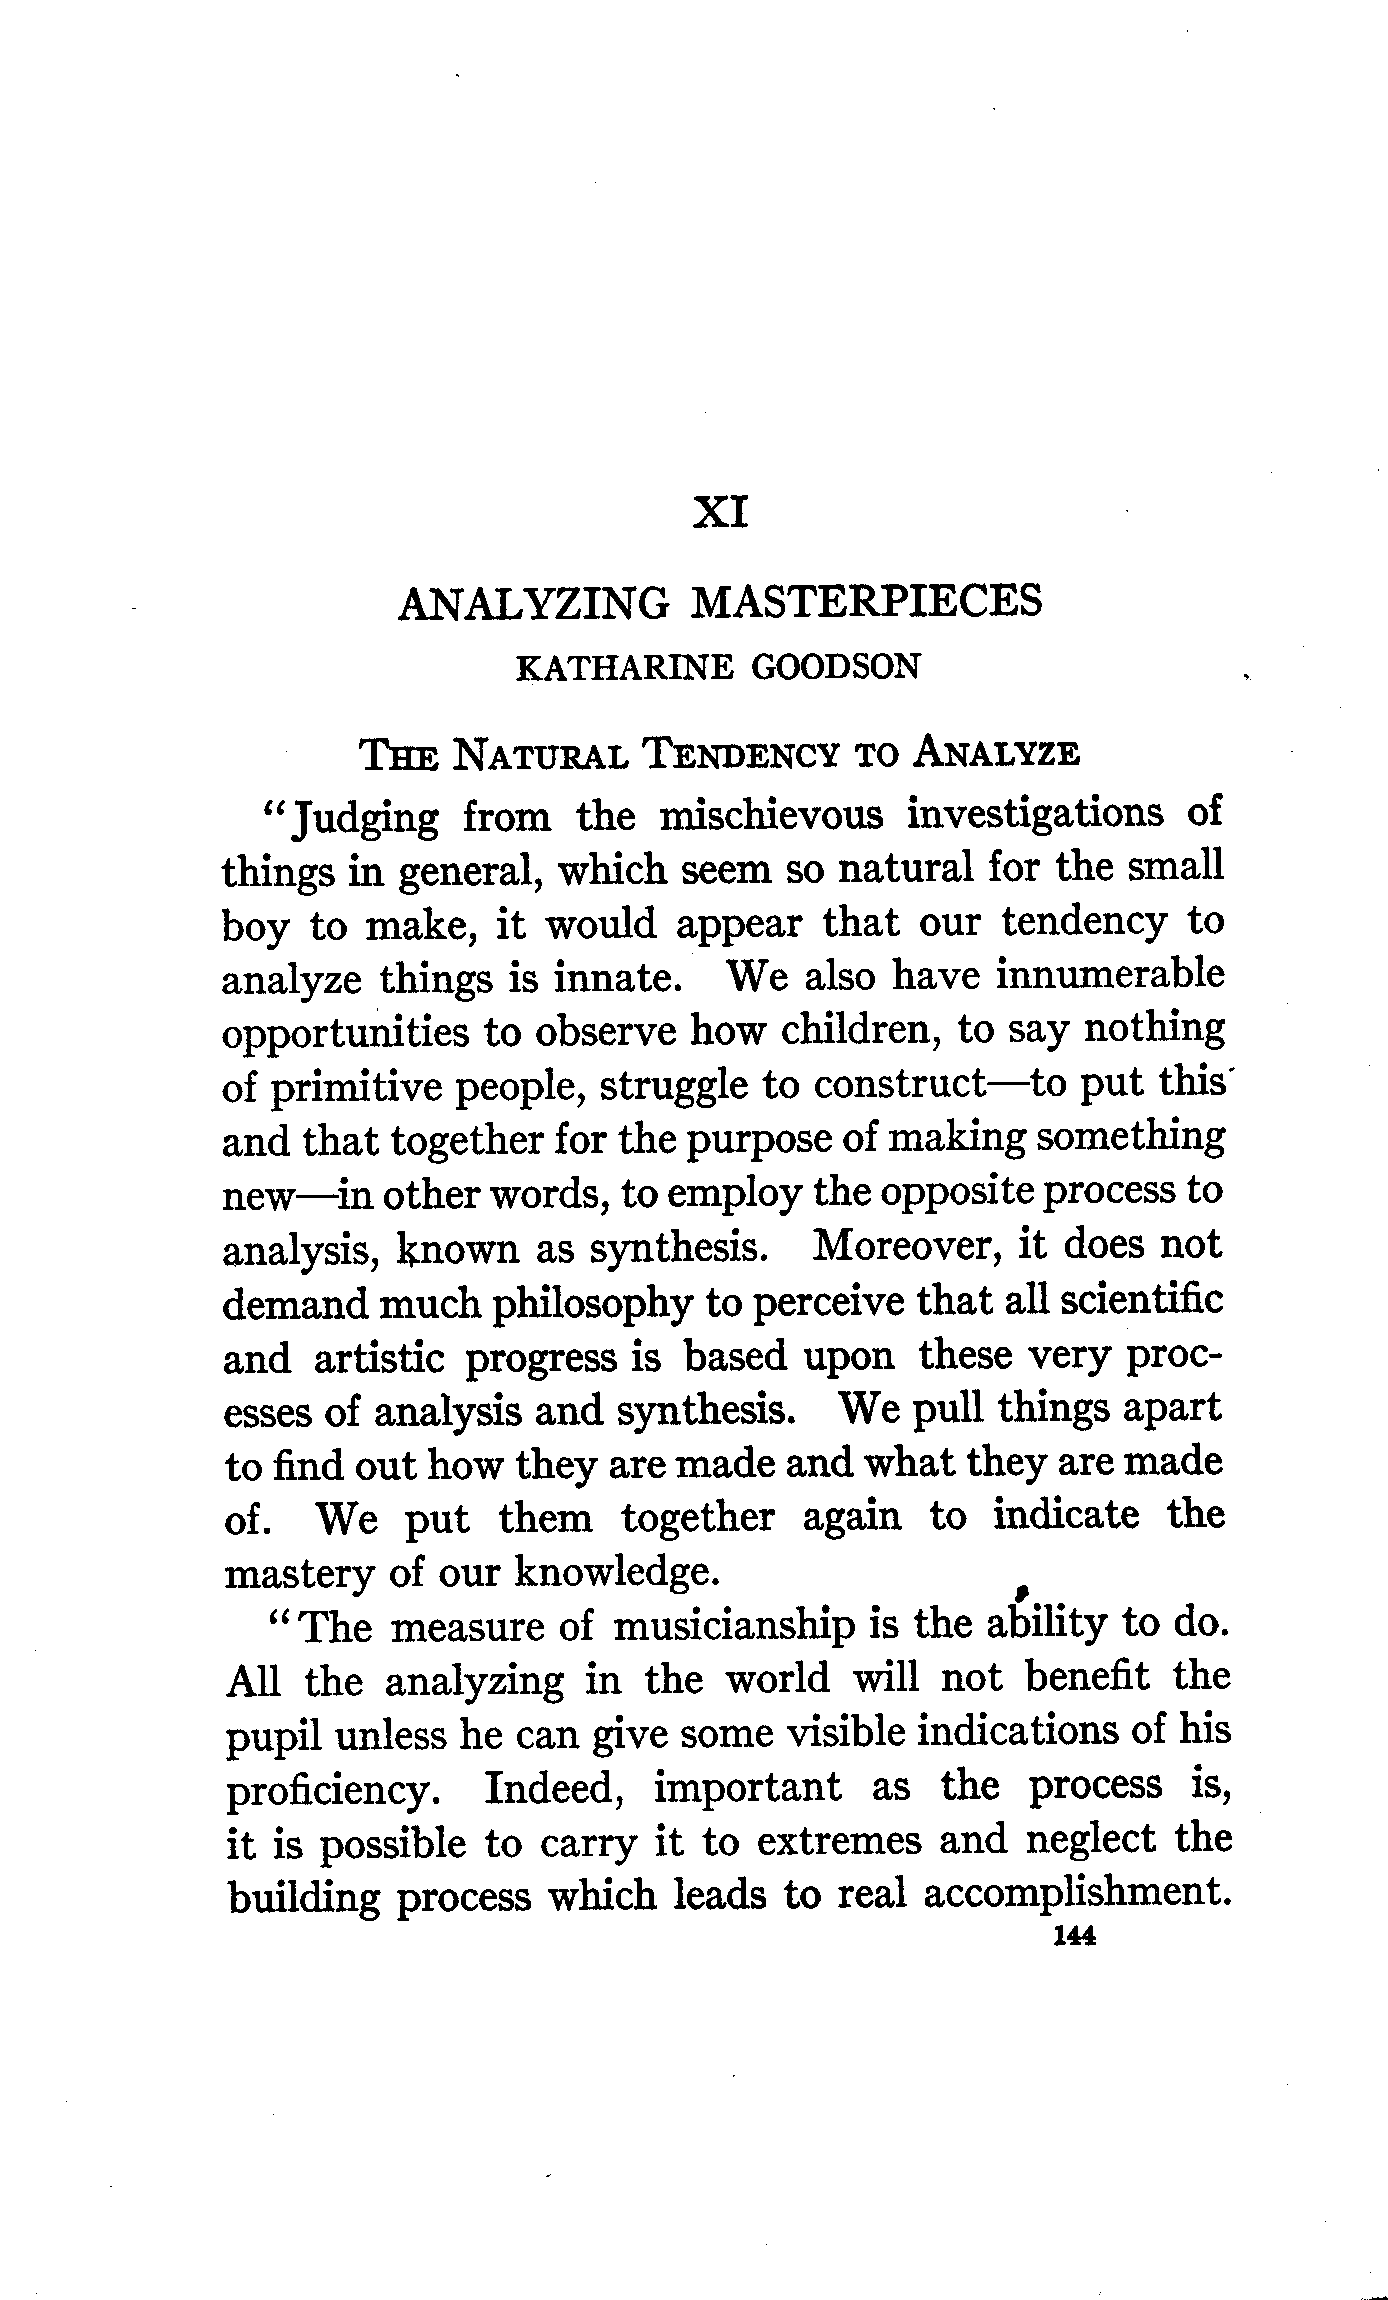 XI
ANALYZING MASTERPIECES
KATHARINE GOODSON
THE NATURAL TENDENCY TO ANALYZE
“Judging from the mischievous investigations of
things in general, which seem so natural for the small
boy to make, it would appear that our tendency to
analyze things is innate. We also have innumerable
opportunities to observe how children, to say nothing
of primitive people, struggle to construct—to put this
and that together for the purpose of making something
new—in other words, to employ the opposite process to
analysis, known as synthesis. Moreover, it does not
demand much philosophy to perceive that all scientific
and artistic progress is based upon these very proc-
esses of analysis and synthesis. We pull things apart
to find out how they are made and what they are made
of. We put them together again to indicate the
mastery of our knowledge.
“The measure of musicianship is the ability to do.
All the analyzing in the world will not benefit the
pupil unless he can give some visible indications of his
proficiency. Indeed, important as the process is,
it is possible to carry it to extremes and neglect the
building process which leads to real accomplishment.
144